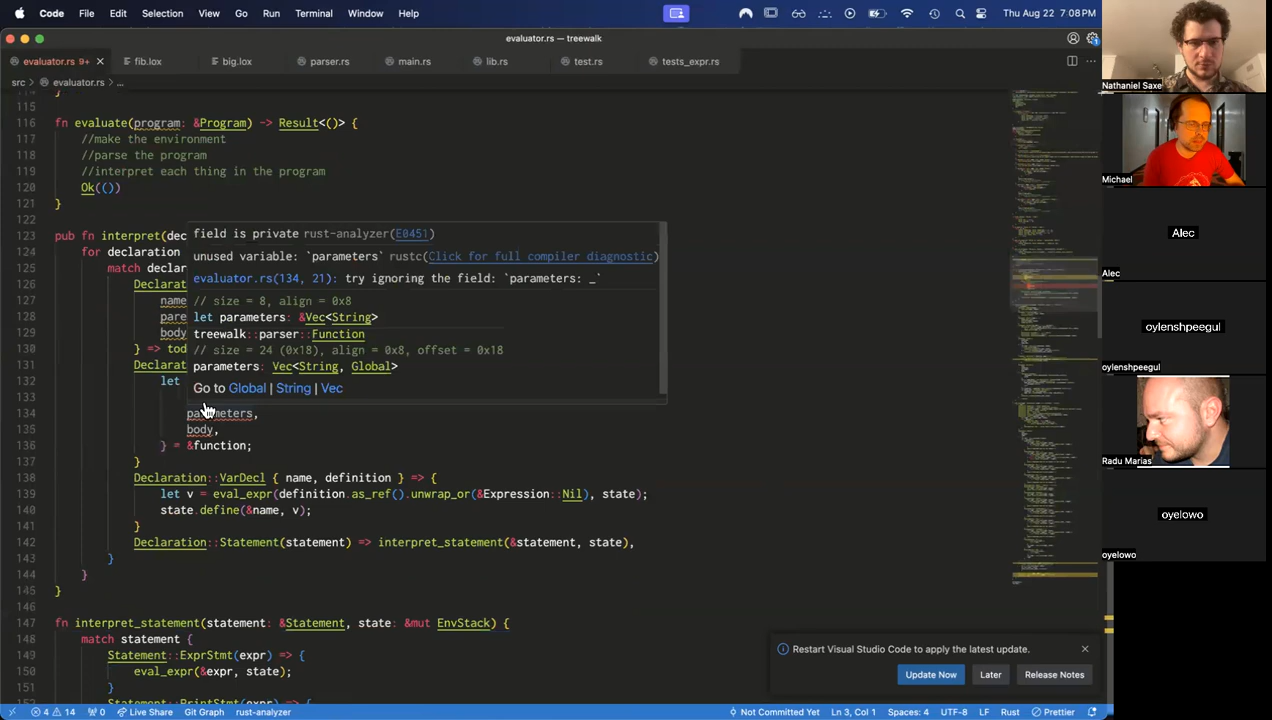 Code File Edit Selection View Go Run Terminal Window Help Thu Aug 22 7:08 PM
evaluator.rs — treewalk
evaluator.rs 9+ fib.lox big.lox parser.rs main.rs lib.rs test.rs tests_expr.rs
src > evaluator.rs > ...
114 }
115
116 fn evaluate(program: &Program) -> Result<()> {
117 //make the environment
118 //parse the program
119 //interpret each thing in the program
120 Ok(())
121 }
122
123 pub fn interpret(dec
124 for declaration
125 match declar
126 Declarat
127 name
128 pare
129 body
130 } => tod
131 Declarat
132 let
133
134 parameters,
135 body,
136 } = &function;
137 }
138 Declaration::VarDecl { name, definition } => {
139 let v = eval_expr(definition.as_ref().unwrap_or(&Expression::Nil), state);
140 state.define(&name, v);
141 }
142 Declaration::Statement(statement) => interpret_statement(&statement, state),
143 }
144 }
145 }
146
147 fn interpret_statement(statement: &Statement, state: &mut EnvStack) {
148 match statement {
149 Statement::ExprStmt(expr) => {
150 eval_expr(&expr, state);
151 }
Statement::PrintStmt(expr) => {
field is private rust-analyzer(E0451)
unused variable: `parameters` rustc(Click for full compiler diagnostic)
evaluator.rs(134, 21): try ignoring the field: `parameters: _`
// size = 8, align = 0x8
let parameters: &Vec<String>
treewalk::parser::Function
// size = 24 (0x18), align = 0x8, offset = 0x18
parameters: Vec<String, Global>
Go to Global | String | Vec
Restart Visual Studio Code to apply the latest update.
Update Now Later Release Notes
4 14 0 Live Share Git Graph rust-analyzer Not Committed Yet Ln 3, Col 1 Spaces: 4 UTF-8 LF Rust Prettier
Nathaniel Saxe
Michael
Alec
Alec
oylenshpeegul
oylenshpeegul
Radu Marias
oyelowo
oyelowo